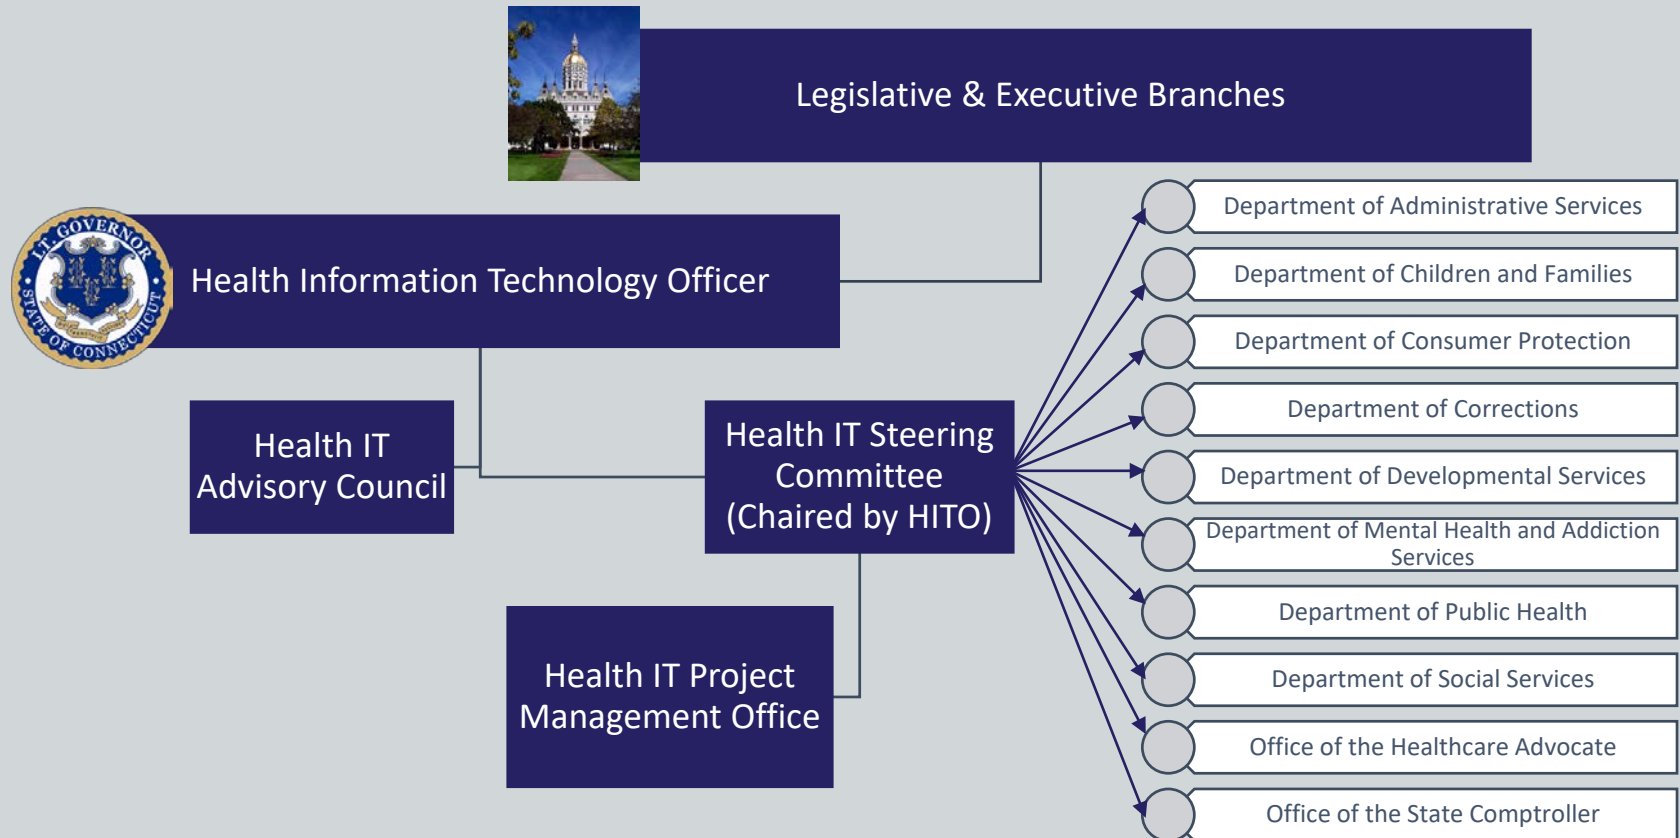 Legislative & Executive Branches
LT. GOVERNOR
STATE OF CONNECTICUT
Health Information Technology Officer
Health IT
Advisory Council
Health IT Steering
Committee
(Chaired by HITO)
Health IT Project
Management Office
Department of Administrative Services
Department of Children and Families
Department of Consumer Protection
Department of Corrections
Department of Developmental Services
Department of Mental Health and Addiction
Services
Department of Public Health
Department of Social Services
Office of the Healthcare Advocate
Office of the State Comptroller